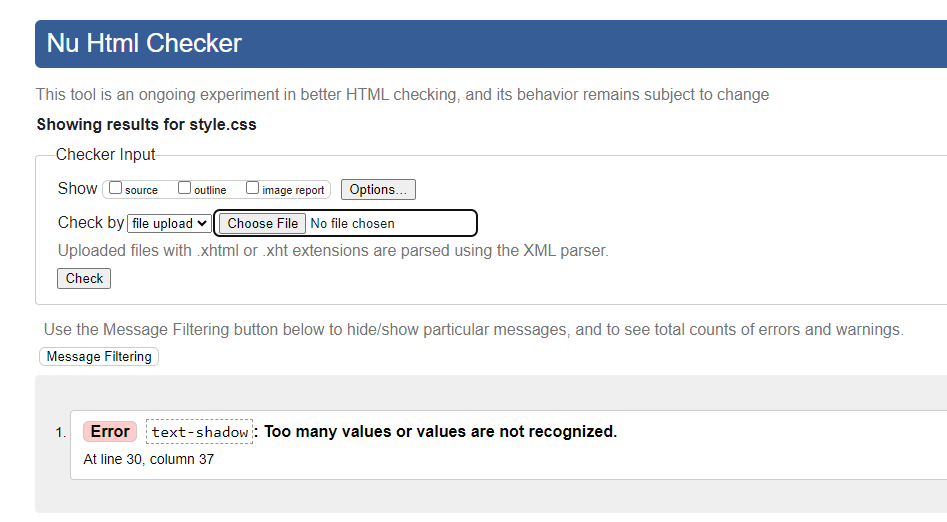 Nu Html Checker
This tool is an ongoing experiment in better HTML checking, and its behavior remains subject to change
Showing results for style.css
Checker Input
Show source outline image report Options...
Check by file upload Choose File No file chosen
Uploaded files with .xhtml or .xht extensions are parsed using the XML parser.
Check
Use the Message Filtering button below to hide/show particular messages, and to see total counts of errors and warnings.
Message Filtering
1. Error text-shadow: Too many values or values are not recognized.
At line 30, column 37